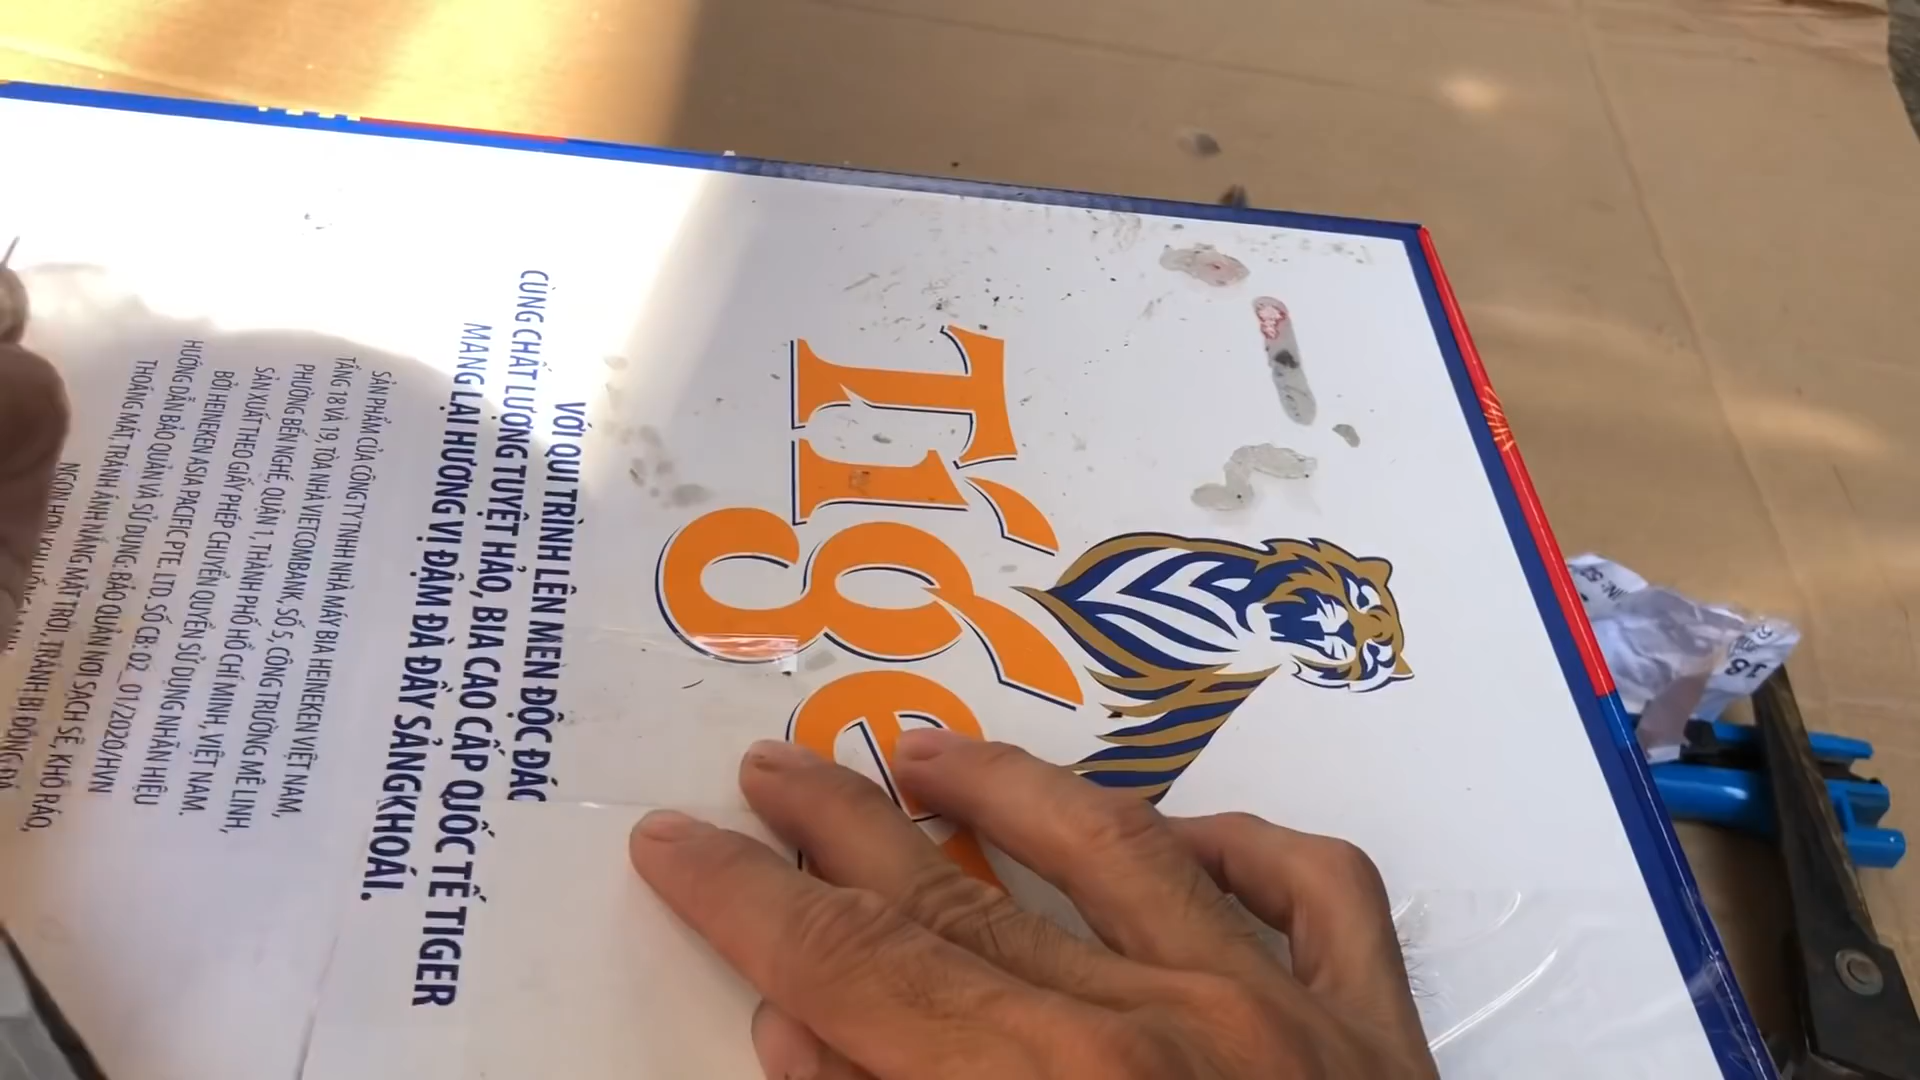 Tiger
VỚI QUI TRÌNH LÊN MEN ĐỘC ĐÁO
CÙNG CHẤT LƯỢNG TUYỆT HẢO, BIA CAO CẤP QUỐC TẾ TIGER
MANG LẠI HƯƠNG VỊ ĐẬM ĐÀ ĐẦY SẢNG KHOÁI.
SẢN PHẨM CỦA CÔNG TY TNHH NHÀ MÁY BIA HEINEKEN VIỆT NAM,
TẦNG 18 VÀ 19, TÒA NHÀ VIETCOMBANK, SỐ 5, CÔNG TRƯỜNG MÊ LINH,
PHƯỜNG BẾN NGHÉ, QUẬN 1, THÀNH PHỐ HỒ CHÍ MINH, VIỆT NAM.
SẢN XUẤT THEO GIẤY PHÉP CHUYỂN QUYỀN SỬ DỤNG NHÃN HIỆU
BỞI HEINEKEN ASIA PACIFIC PTE. LTD. SỐ CB: 02_01/2020/HVN
HƯỚNG DẪN BẢO QUẢN VÀ SỬ DỤNG: BẢO QUẢN NƠI SẠCH SẼ, KHÔ RÁO,
THOÁNG MÁT, TRÁNH ÁNH NẮNG MẶT TRỜI, TRÁNH BỊ ĐÔNG ĐÁ.
NGON HƠN KHI UỐNG LẠNH